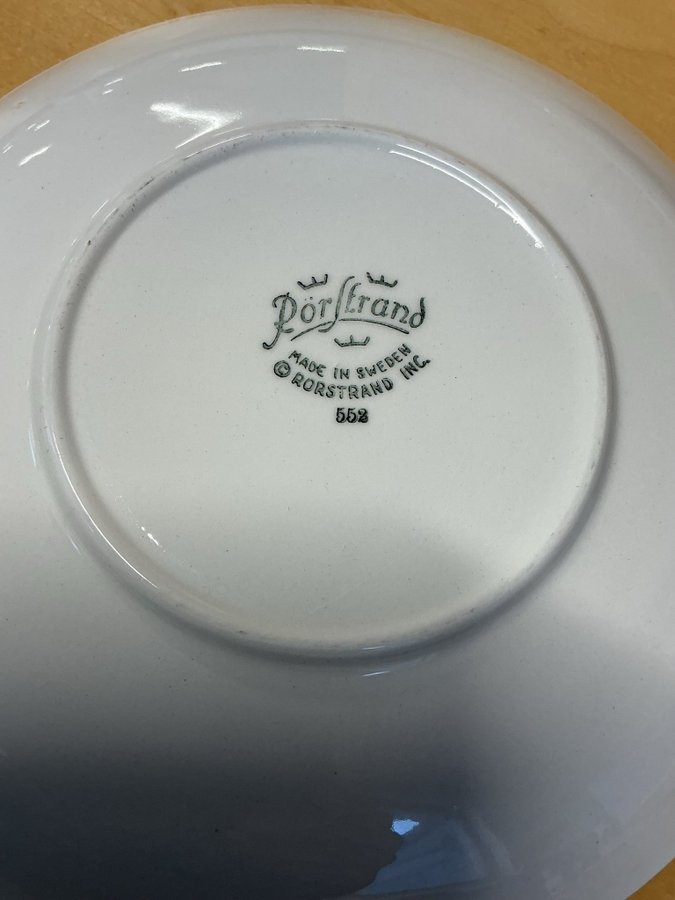 Rörstrand
MADE IN SWEDEN
© RORSTRAND INC.
552